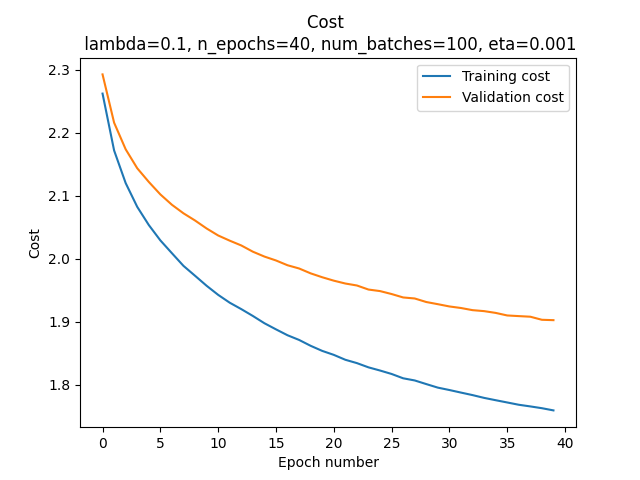 Cost
lambda=0.1, n_epochs=40, num_batches=100, eta=0.001
Training cost
Validation cost
2.3
2.2
2.1
2.0
1.9
1.8
Cost
0 5 10 15 20 25 30 35 40
Epoch number